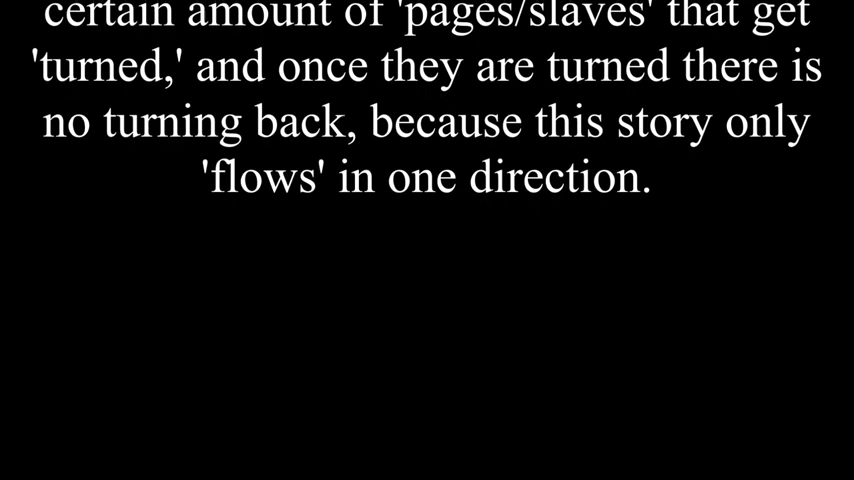 certain amount of 'pages/slaves' that get
'turned,' and once they are turned there is
no turning back, because this story only
'flows' in one direction.